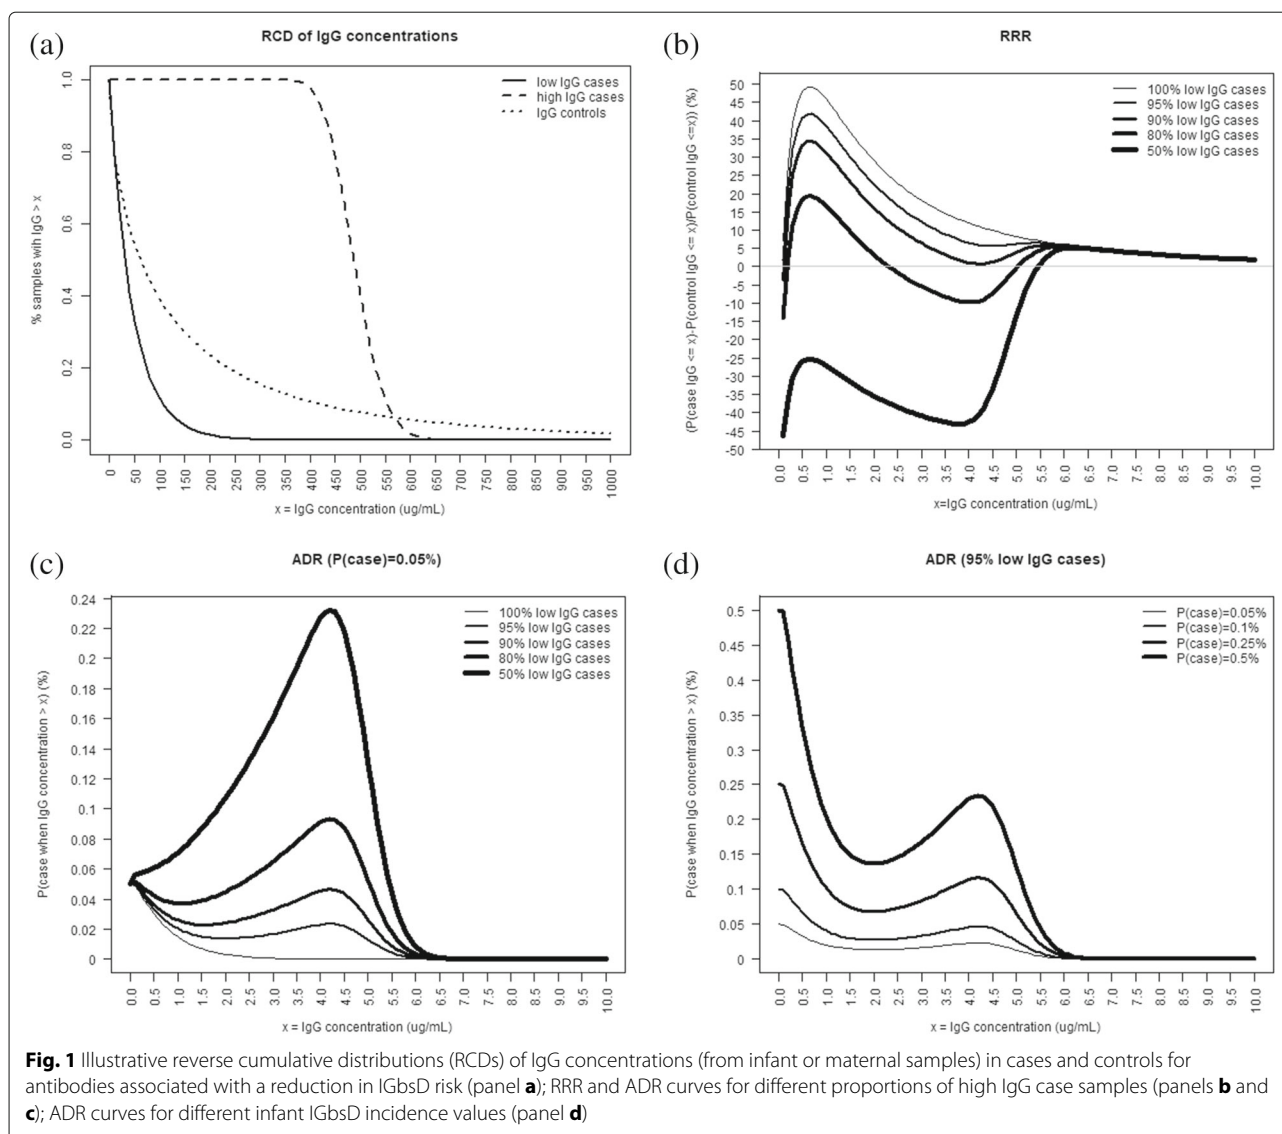 (a)
RCD of IgG concentrations
low IgG cases
high IgG cases
IgG controls
% samples wih IgG > x
1.0
0.8
0.6
0.4
0.2
0.0
0 50 100 150 200 250 300 350 400 450 500 550 600 650 700 750 800 850 900 950 1000
x = IgG concentration (ug/mL)
(b)
RRR
100% low IgG cases
95% low IgG cases
90% low IgG cases
80% low IgG cases
50% low IgG cases
(P(case IgG <= x)-P(control IgG <= x)/P(control IgG <=x)) (%)
50
45
40
35
30
25
20
15
10
5
0
-5
-10
-15
-20
-25
-30
-35
-40
-45
-50
0.0 0.5 1.0 1.5 2.0 2.5 3.0 3.5 4.0 4.5 5.0 5.5 6.0 6.5 7.0 7.5 8.0 8.5 9.0 9.5 10.0
x=IgG concentration (ug/mL)
(c)
ADR (P(case)=0.05%)
100% low IgG cases
95% low IgG cases
90% low IgG cases
80% low IgG cases
50% low IgG cases
P(case when IgG concentration > x) (%)
0.24
0.22
0.2
0.18
0.16
0.14
0.12
0.1
0.08
0.06
0.04
0.02
0
0.0 0.5 1.0 1.5 2.0 2.5 3.0 3.5 4.0 4.5 5.0 5.5 6.0 6.5 7.0 7.5 8.0 8.5 9.0 9.5 10.0
x = IgG concentration (ug/mL)
(d)
ADR (95% low IgG cases)
P(case)=0.05%
P(case)=0.1%
P(case)=0.25%
P(case)=0.5%
P(case when IgG concentration > x) (%)
0.5
0.45
0.4
0.35
0.3
0.25
0.2
0.15
0.1
0.05
0
0.0 0.5 1.0 1.5 2.0 2.5 3.0 3.5 4.0 4.5 5.0 5.5 6.0 6.5 7.0 7.5 8.0 8.5 9.0 9.5 10.0
x = IgG concentration (ug/mL)
Fig. 1 Illustrative reverse cumulative distributions (RCDs) of IgG concentrations (from infant or maternal samples) in cases and controls for
antibodies associated with a reduction in IGbsD risk (panel a); RRR and ADR curves for different proportions of high IgG case samples (panels b and
c); ADR curves for different infant IGbsD incidence values (panel d)